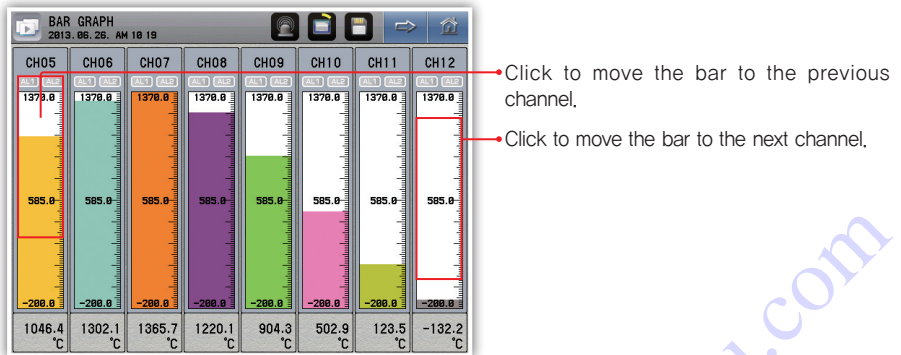 BAR GRAPH
2013.06.26. AM 10 19
CH05 CH06 CH07 CH08 CH09 CH10 CH11 CH12
AL1 AL2 AL1 AL2 AL1 AL2 AL1 AL2 AL1 AL2 AL1 AL2 AL1 AL2 AL1 AL2
1370.0 1370.0 1370.0 1370.0 1370.0 1370.0 1370.0 1370.0
585.0 585.0 585.0 585.0 585.0 585.0 585.0 585.0
-200.0 -200.0 -200.0 -200.0 -200.0 -200.0 -200.0 -200.0
1046.4 1302.1 1365.7 1220.1 904.3 502.9 123.5 -132.2
°C °C °C °C °C °C °C °C
Click to move the bar to the previous
channel.
Click to move the bar to the next channel.
com